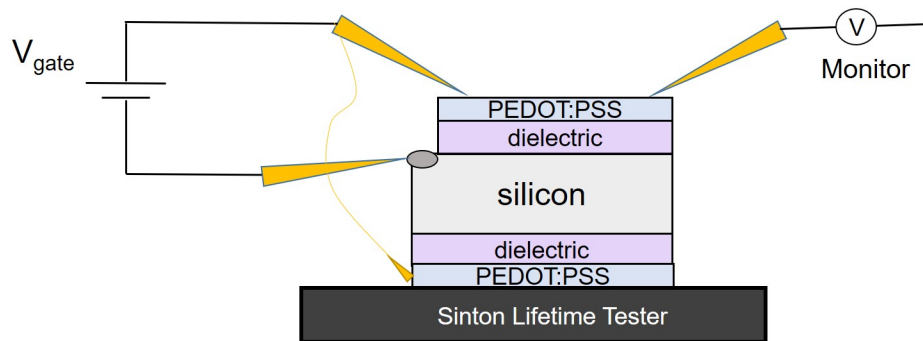 V
Monitor
Vgate
PEDOT:PSS
dielectric
silicon
dielectric
PEDOT:PSS
Sinton Lifetime Tester